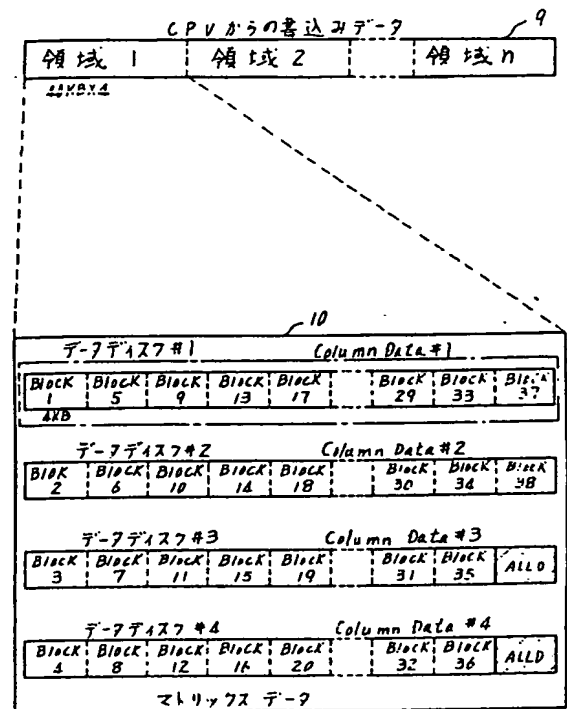 CPUからの書込みデータ 9
領域 1 領域 2 領域 n
10
データディスク#1 Column Data #1
Block 1 Block 5 Block 9 Block 13 Block 17 Block 29 Block 33 Block 37
4KB
データディスク#2 Column Data #2
Block 2 Block 6 Block 10 Block 14 Block 18 Block 30 Block 34 Block 38
データディスク#3 Column Data #3
Block 3 Block 7 Block 11 Block 15 Block 19 Block 31 Block 35 ALL0
データディスク#4 Column Data #4
Block 4 Block 8 Block 12 Block 16 Block 20 Block 32 Block 36 ALL0
マトリックス データ